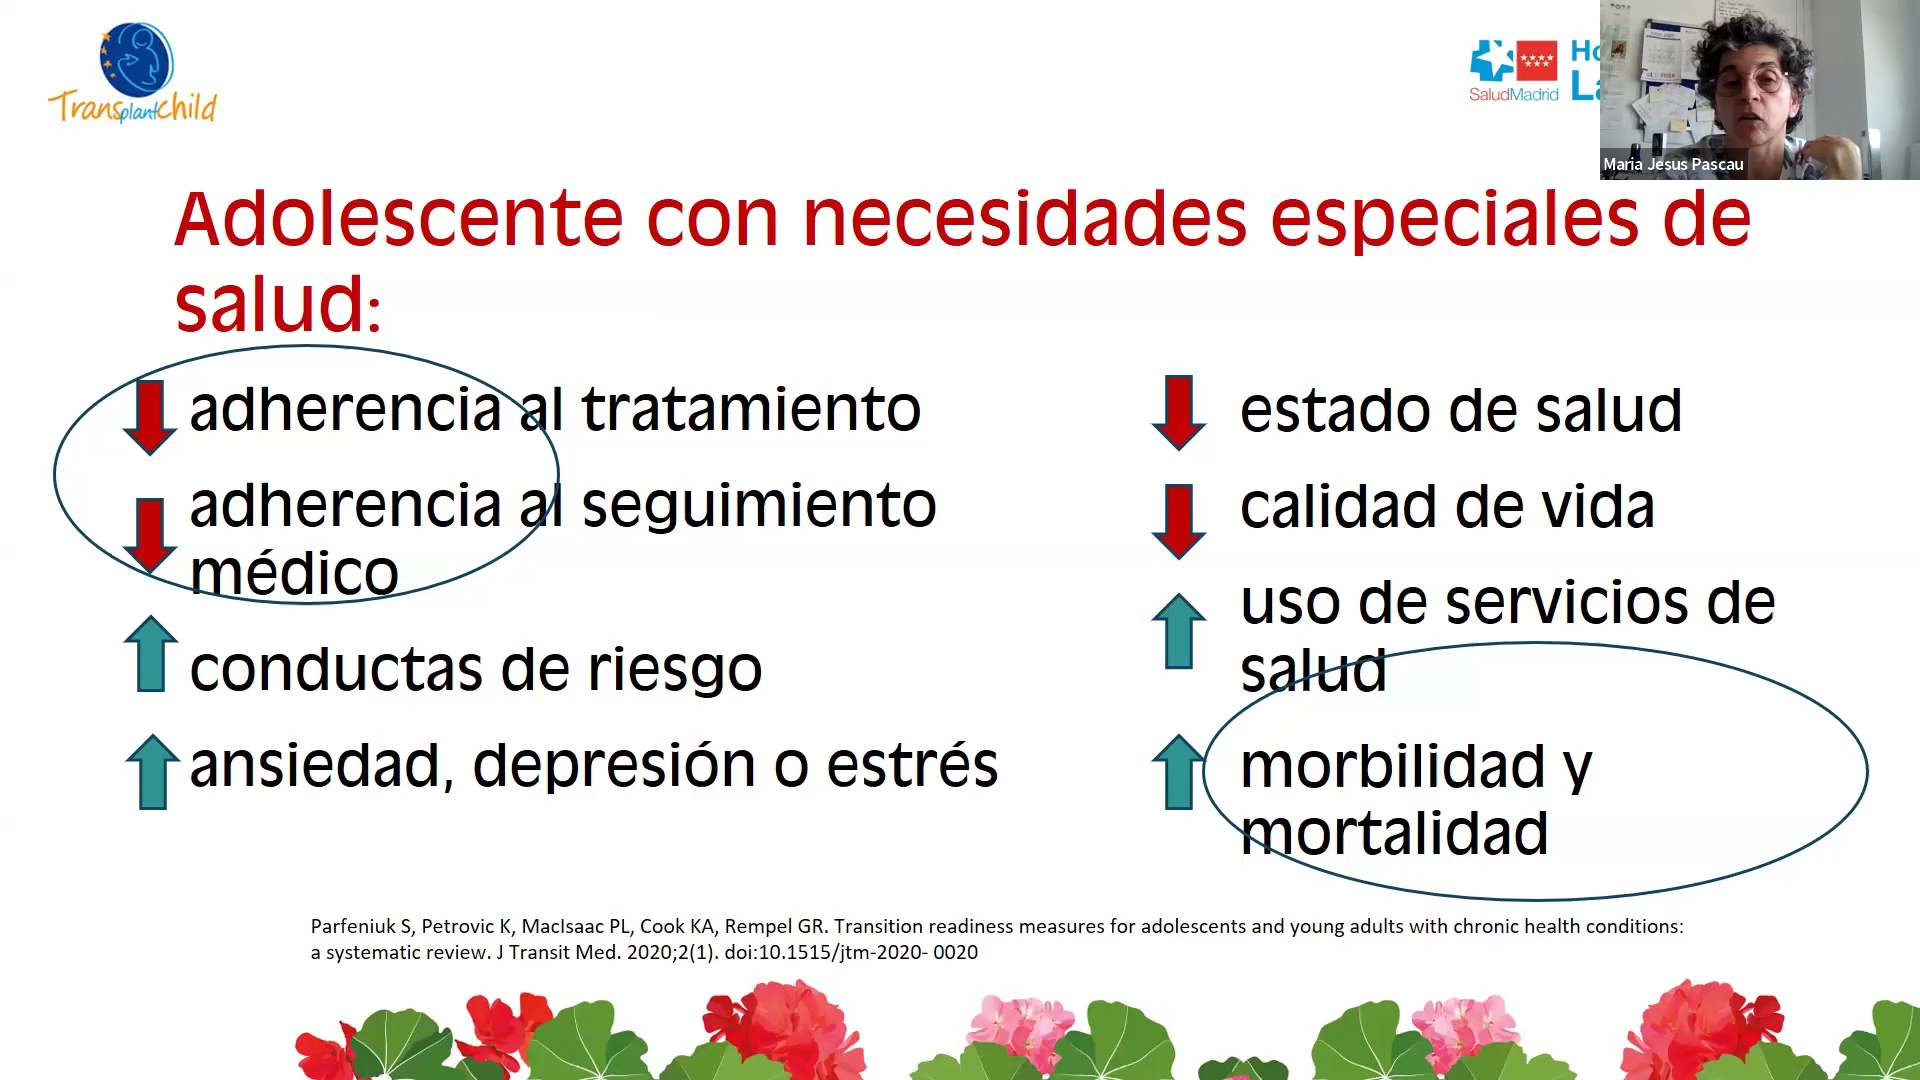 TransplantChild
SaludMadrid
Maria Jesus Pascau
Adolescente con necesidades especiales de
salud:
adherencia al tratamiento
adherencia al seguimiento
médico
conductas de riesgo
ansiedad, depresión o estrés
estado de salud
calidad de vida
uso de servicios de
salud
morbilidad y
mortalidad
Parfeniuk S, Petrovic K, MacIsaac PL, Cook KA, Rempel GR. Transition readiness measures for adolescents and young adults with chronic health conditions:
a systematic review. J Transit Med. 2020;2(1). doi:10.1515/jtm-2020- 0020